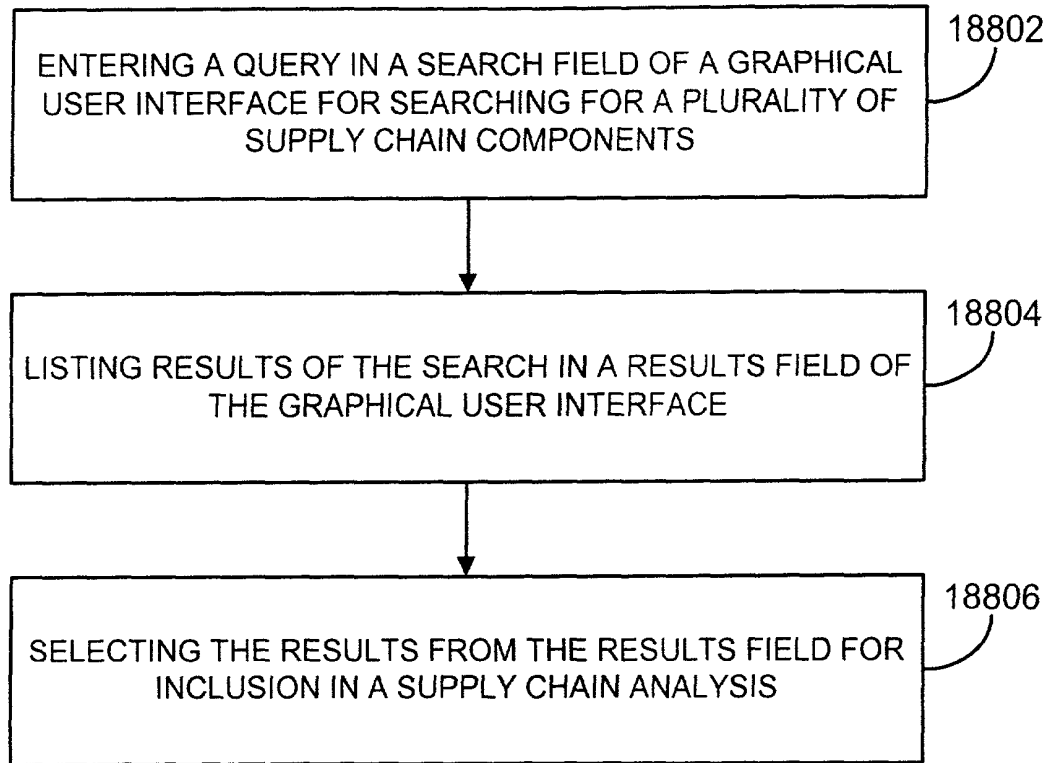 18802
ENTERING A QUERY IN A SEARCH FIELD OF A GRAPHICAL
USER INTERFACE FOR SEARCHING FOR A PLURALITY OF
SUPPLY CHAIN COMPONENTS
18804
LISTING RESULTS OF THE SEARCH IN A RESULTS FIELD OF
THE GRAPHICAL USER INTERFACE
18806
SELECTING THE RESULTS FROM THE RESULTS FIELD FOR
INCLUSION IN A SUPPLY CHAIN ANALYSIS